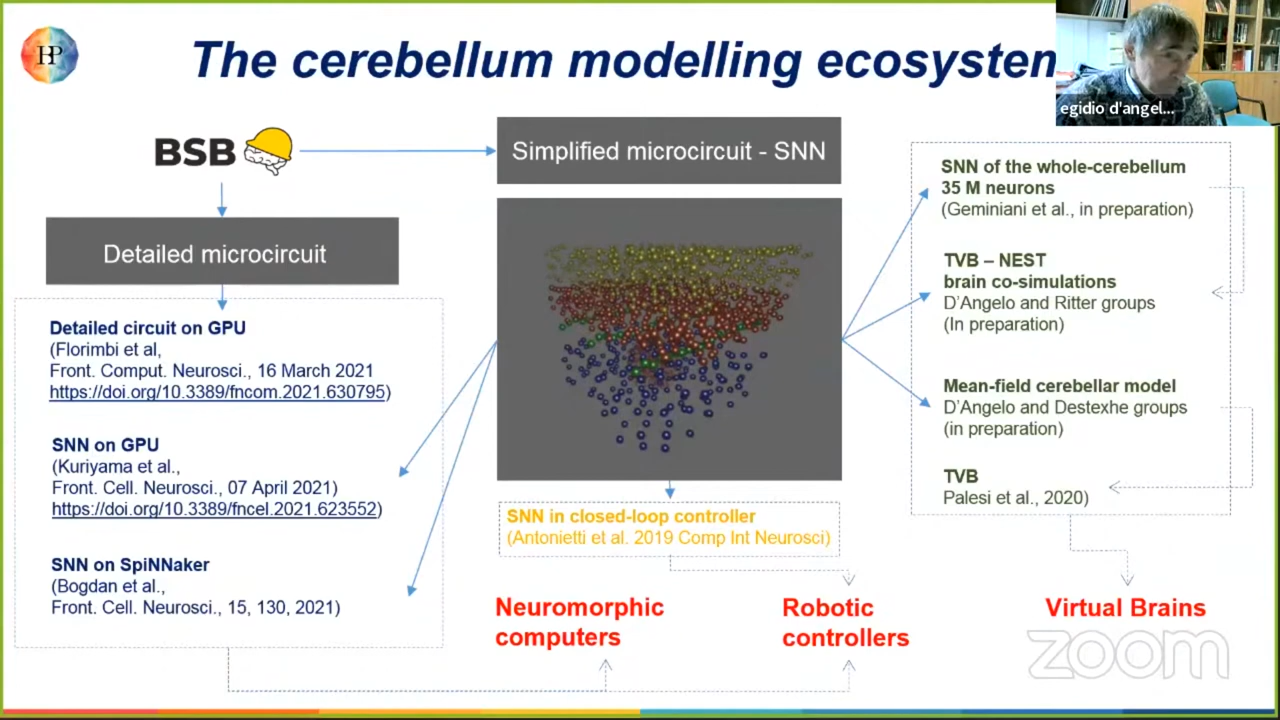 HP
The cerebellum modelling ecosysten
egidio d'angel...
BSB
Simplified microcircuit - SNN
Detailed microcircuit
Detailed circuit on GPU
(Florimbi et al,
Front. Comput. Neurosci., 16 March 2021
https://doi.org/10.3389/fncom.2021.630795)
SNN on GPU
(Kuriyama et al.,
Front. Cell. Neurosci., 07 April 2021)
https://doi.org/10.3389/fncel.2021.623552)
SNN on SpiNNaker
(Bogdan et al.,
Front. Cell. Neurosci., 15, 130, 2021)
SNN in closed-loop controller
(Antonietti et al. 2019 Comp Int Neurosci)
SNN of the whole-cerebellum
35 M neurons
(Geminiani et al., in preparation)
TVB – NEST
brain co-simulations
D'Angelo and Ritter groups
(In preparation)
Mean-field cerebellar model
D'Angelo and Destexhe groups
(in preparation)
TVB
Palesi et al., 2020)
Neuromorphic
computers
Robotic
controllers
Virtual Brains
zoom